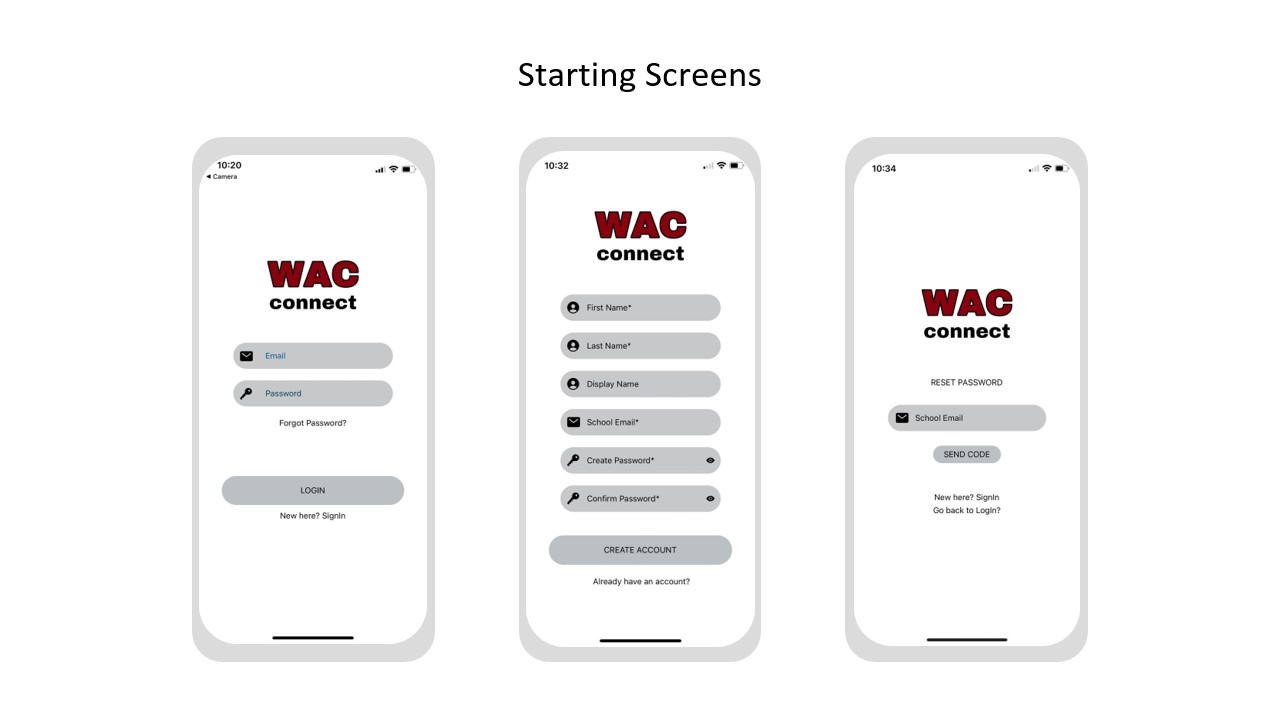 Starting Screens
10:20
◀ Camera
WAC
connect
Email
Password
Forgot Password?
LOGIN
New here? SignIn
10:32
WAC
connect
First Name*
Last Name*
Display Name
School Email*
Create Password*
Confirm Password*
CREATE ACCOUNT
Already have an account?
10:34
WAC
connect
RESET PASSWORD
School Email
SEND CODE
New here? SignIn
Go back to LogIn?